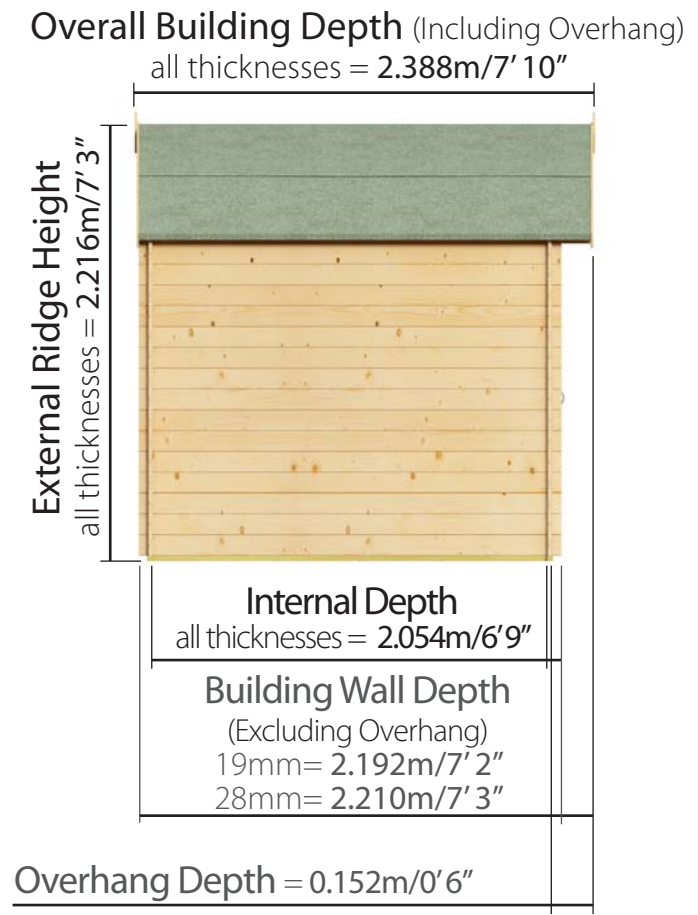 Overall Building Depth (Including Overhang)
all thicknesses = 2.388m/7’ 10”
External Ridge Height
all thicknesses = 2.216m/7’ 3”
Internal Depth
all thicknesses = 2.054m/6’9”
Building Wall Depth
(Excluding Overhang)
19mm= 2.192m/7’ 2”
28mm= 2.210m/7’ 3”
Overhang Depth = 0.152m/0’6”